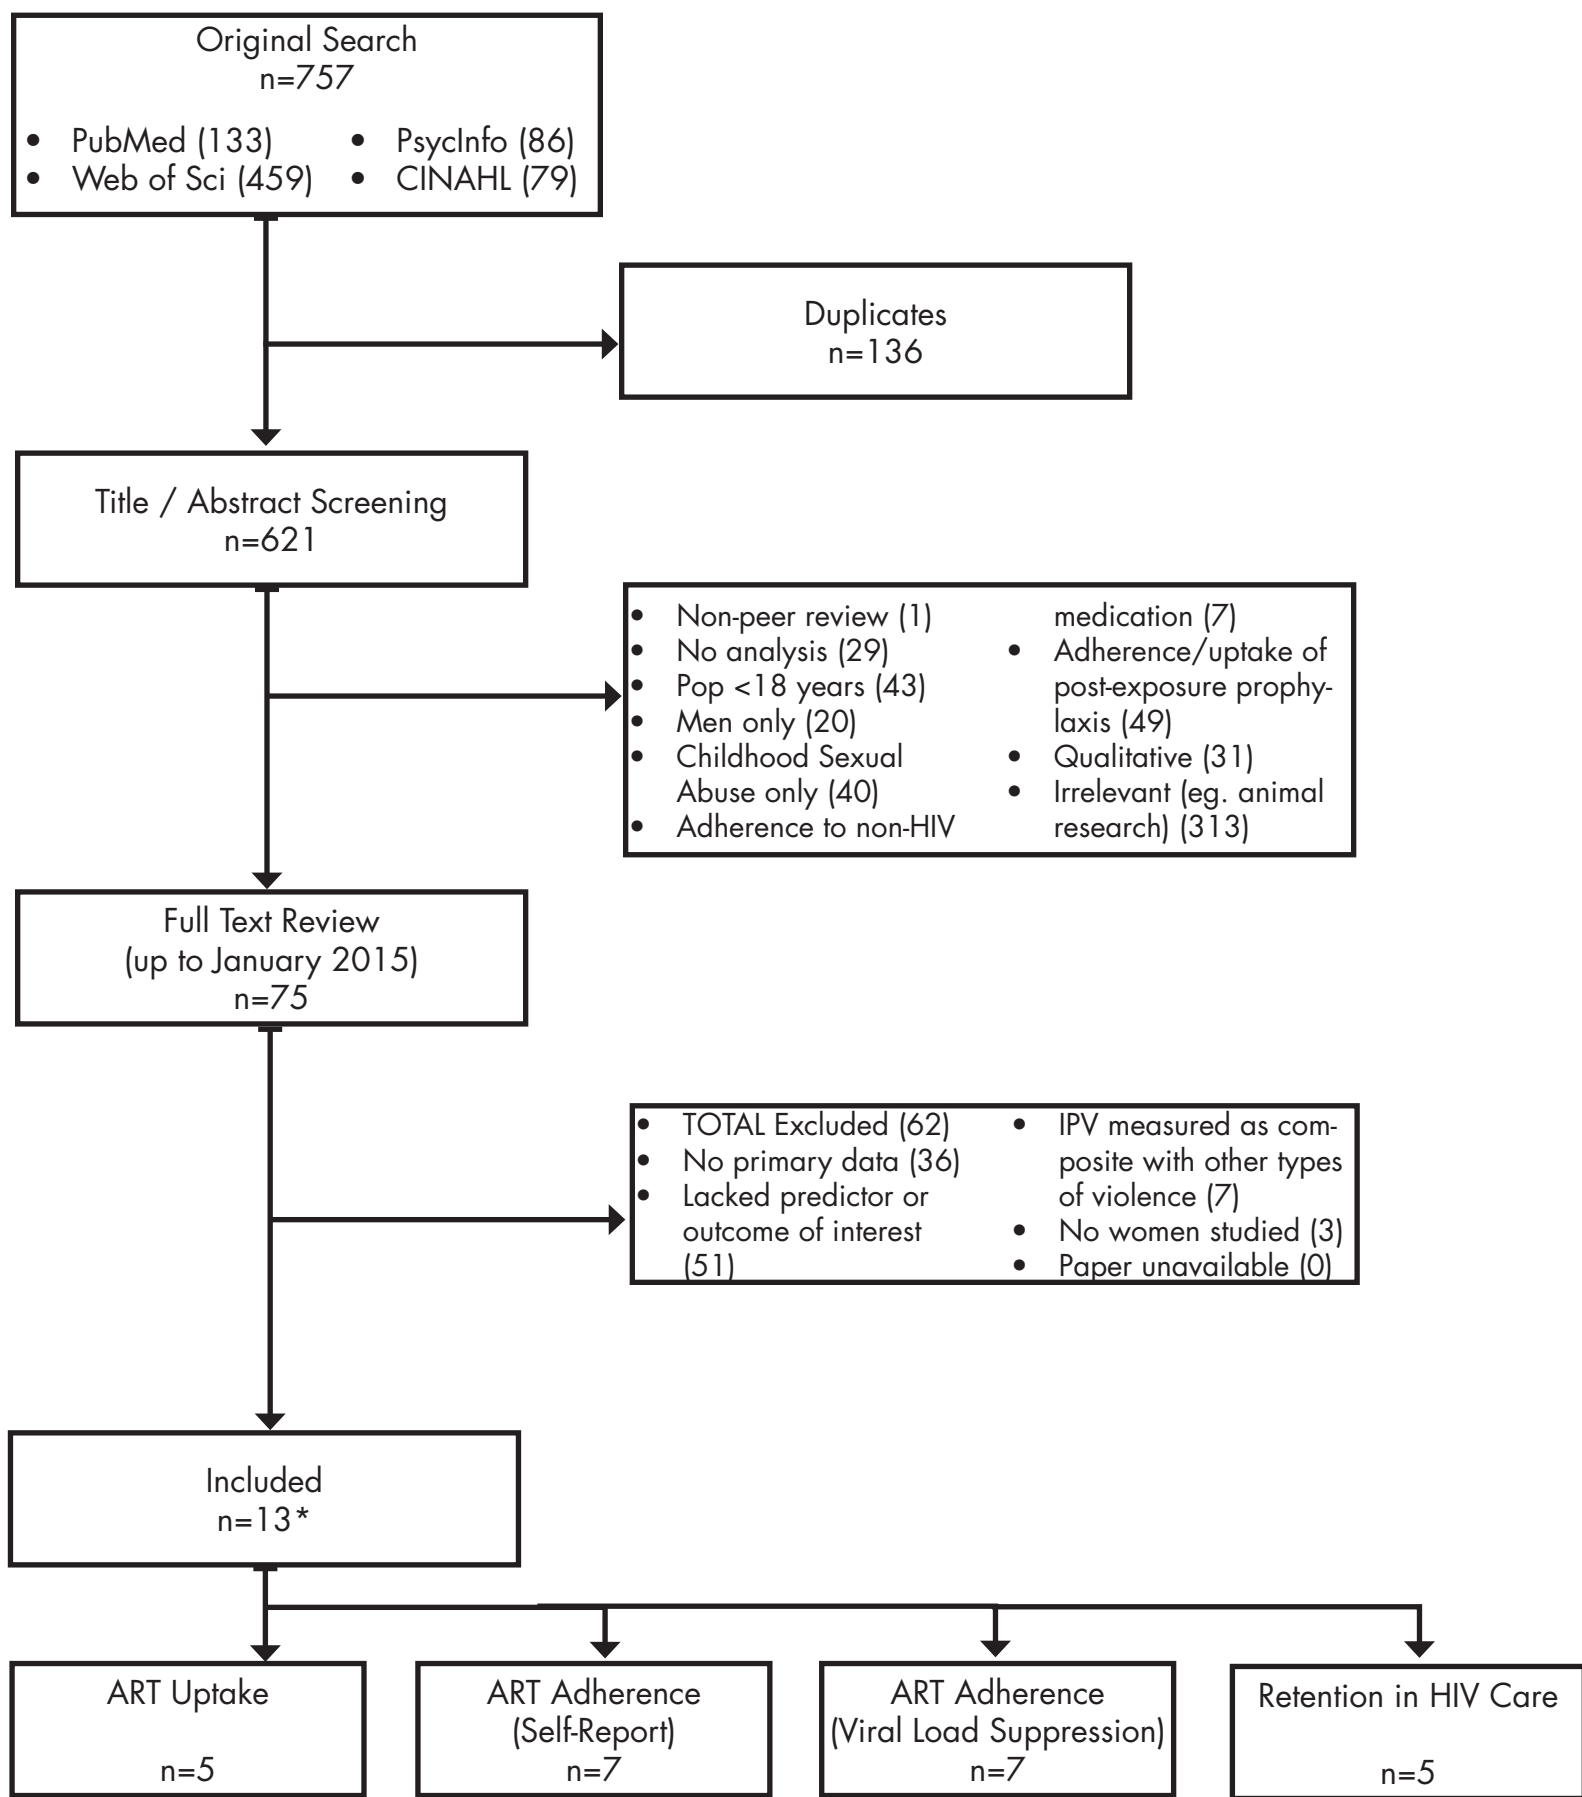 Original Search
n=757
• PubMed (133)
• Web of Sci (459)
• PsycInfo (86)
• CINAHL (79)
Duplicates
n=136
Title / Abstract Screening
n=621
• Non-peer review (1)
• No analysis (29)
• Pop <18 years (43)
• Men only (20)
• Childhood Sexual
Abuse only (40)
• Adherence to non-HIV
medication (7)
• Adherence/uptake of
post-exposure prophy-
laxis (49)
• Qualitative (31)
• Irrelevant (eg. animal
research) (313)
Full Text Review
(up to January 2015)
n=75
• TOTAL Excluded (62)
• No primary data (36)
• Lacked predictor or
outcome of interest
(51)
• IPV measured as com-
posite with other types
of violence (7)
• No women studied (3)
• Paper unavailable (0)
Included
n=13*
ART Uptake
n=5
ART Adherence
(Self-Report)
n=7
ART Adherence
(Viral Load Suppression)
n=7
Retention in HIV Care
n=5